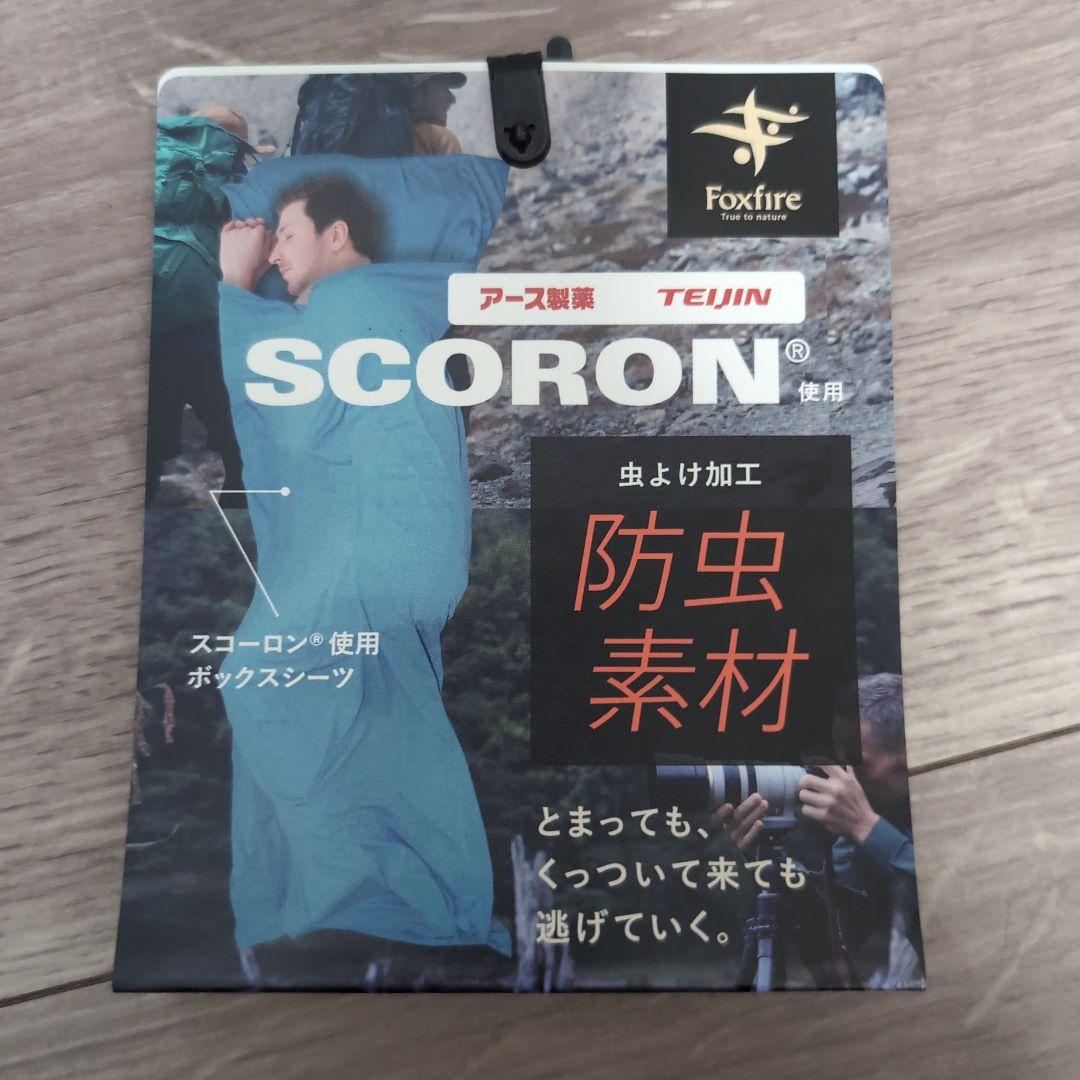 Foxfire
True to nature
アース製薬 TEIJIN
SCORON® 使用
虫よけ加工
防虫
素材
スコーロン® 使用
ボックスシーツ
とまっても、
くっついて来ても
逃げていく。